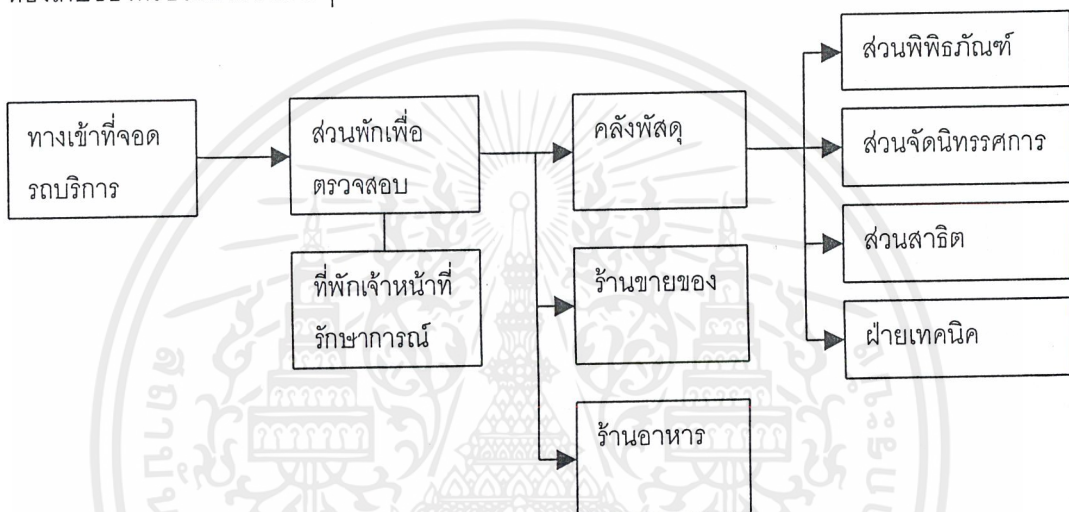 ส่วนพิพิธภัณฑ์
ทางเข้าที่จอด
รถบริการ
ส่วนพักเพื่อ
ตรวจสอบ
คลังพัสดุ
ส่วนจัดนิทรรศการ
ที่พักเจ้าหน้าที่
รักษาการณ์
ร้านขายของ
ส่วนสาธิต
ฝ่ายเทคนิค
ร้านอาหาร